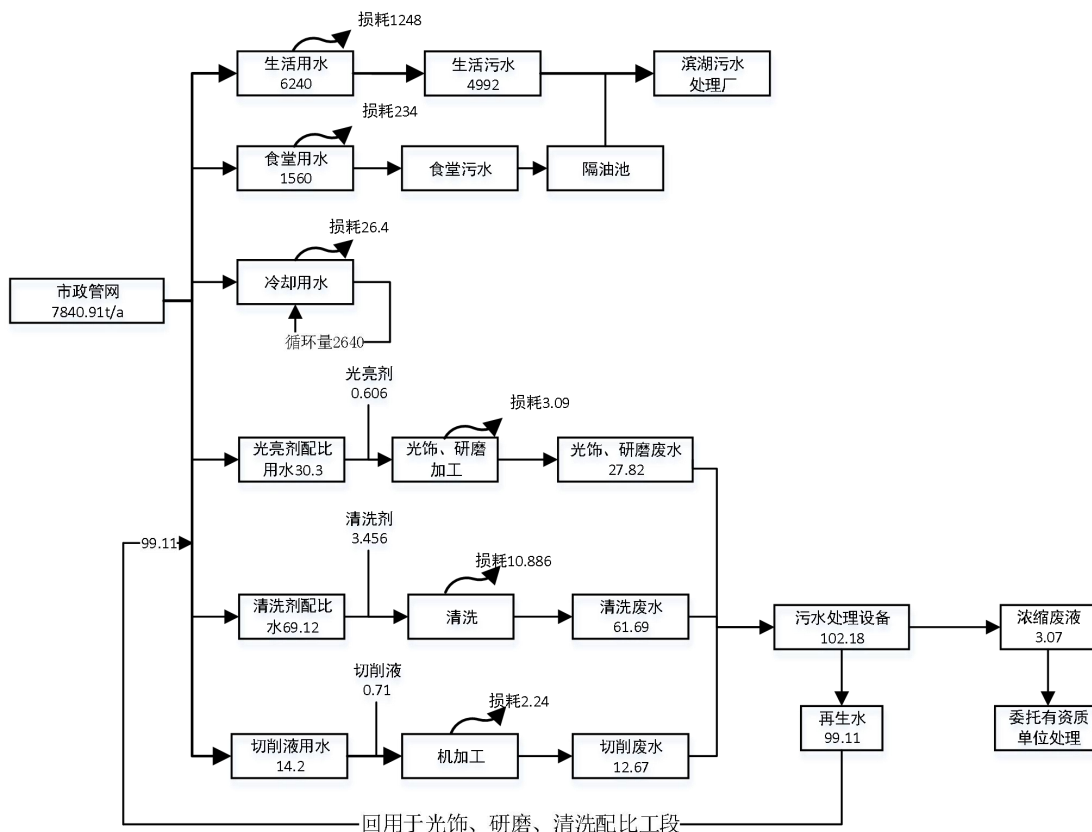 损耗1248
生活用水
6240
生活污水
4992
滨湖污水
处理厂
损耗234
食堂用水
1560
食堂污水
隔油池
损耗26.4
冷却用水
循环量2640
市政管网
7840.91t/a
光亮剂
0.606
损耗3.09
光亮剂配比
用水30.3
光饰、研磨
加工
光饰、研磨废水
27.82
清洗剂
3.456
99.11
损耗10.886
清洗剂配比
水69.12
清洗
清洗废水
61.69
污水处理设备
102.18
浓缩废液
3.07
切削液
0.71
损耗2.24
切削液用水
14.2
机加工
切削废水
12.67
再生水
99.11
委托有资质
单位处理
回用于光饰、研磨、清洗配比工段